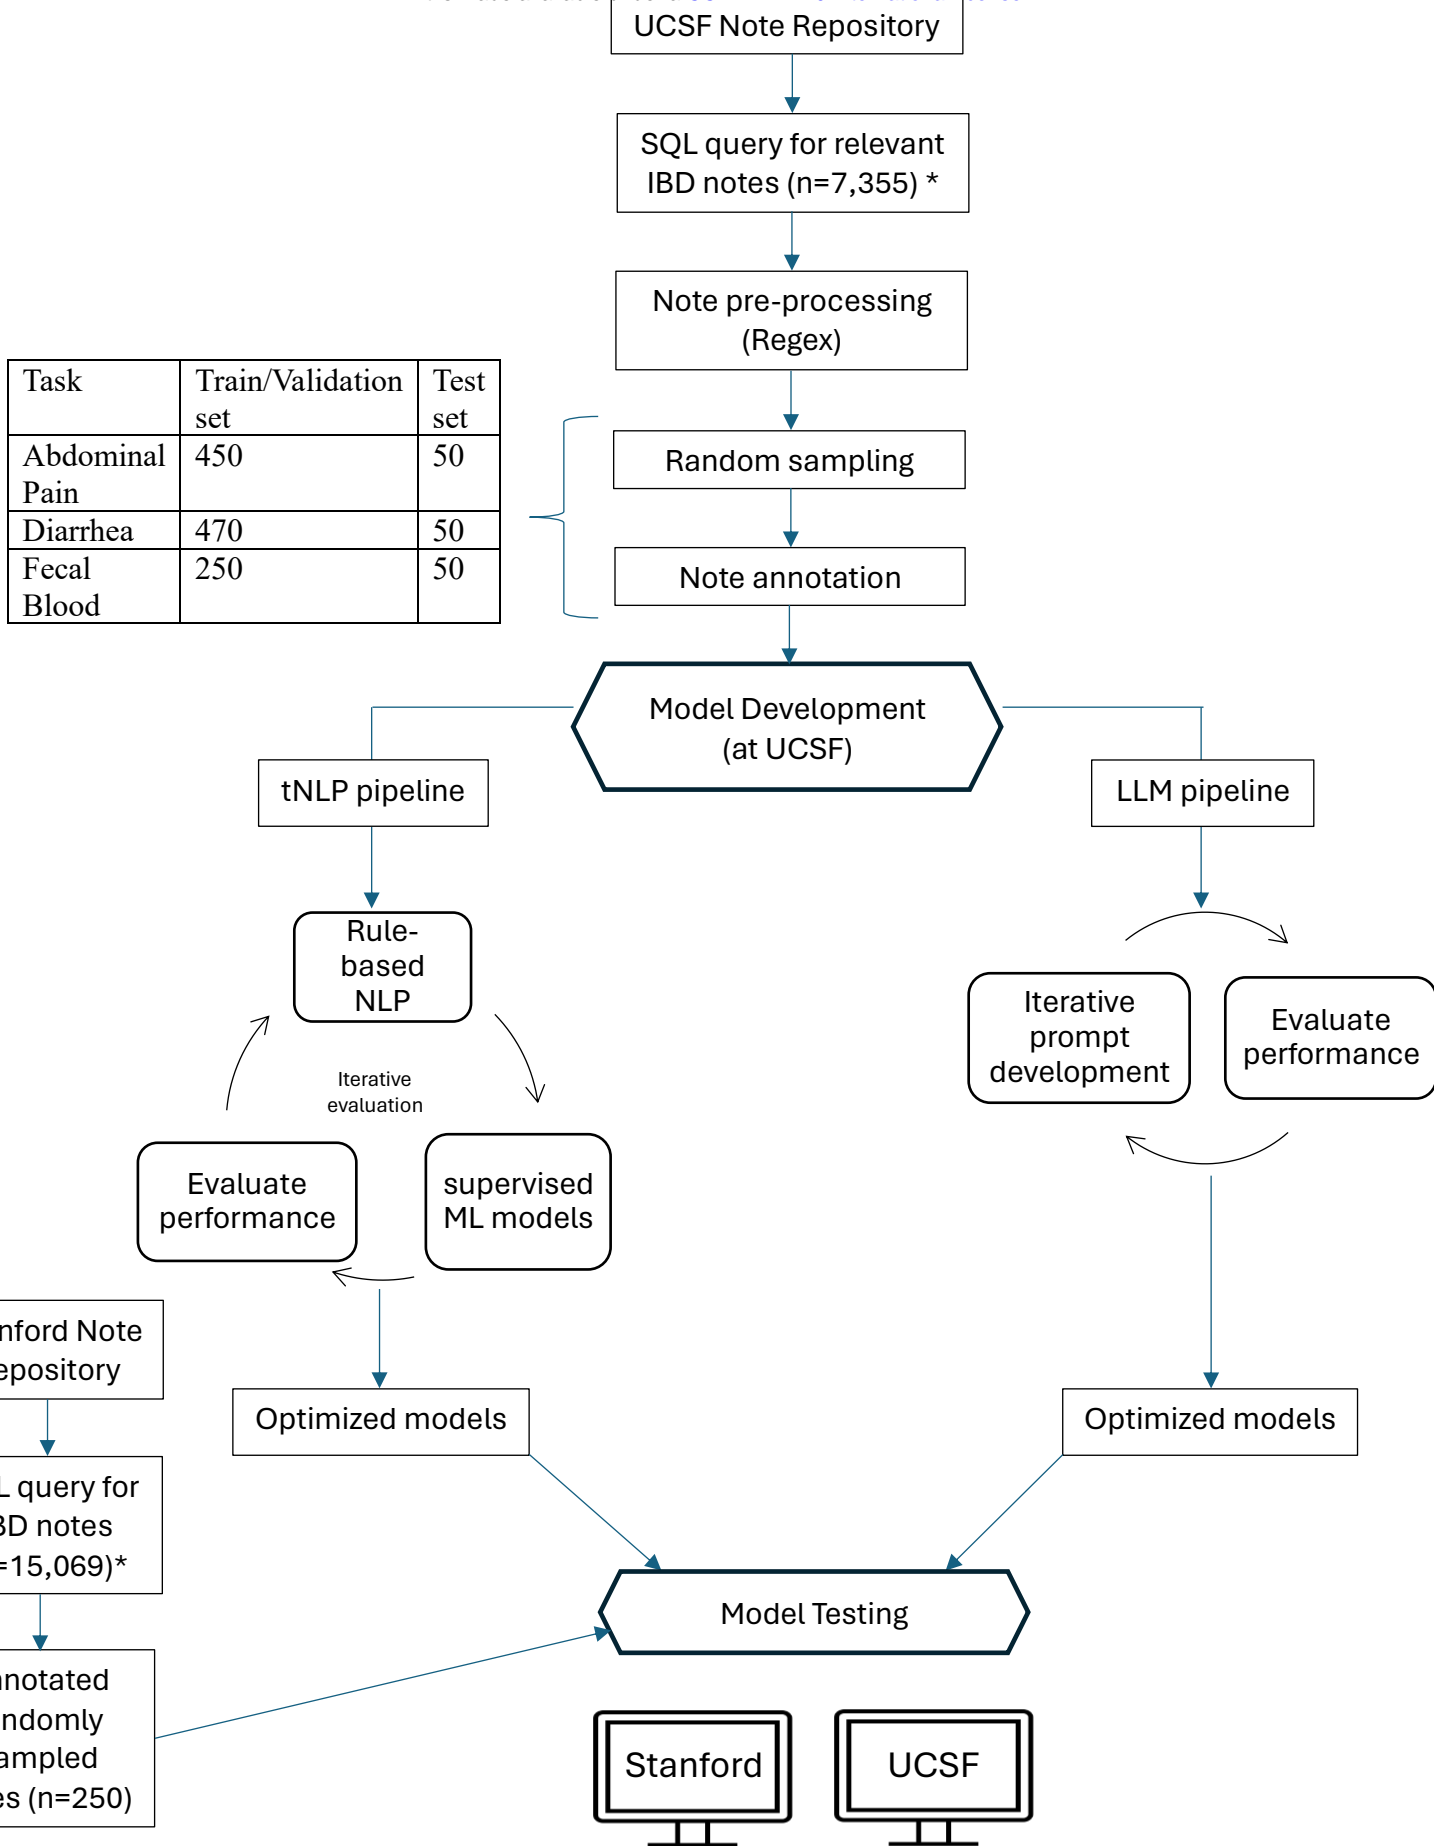 UCSF Note Repository
SQL query for relevant
IBD notes (n=7,355) *
Note pre-processing
(Regex)
Task Train/Validation set Test set
Abdominal Pain 450 50
Diarrhea 470 50
Fecal Blood 250 50
Random sampling
Note annotation
Model Development
(at UCSF)
tNLP pipeline
LLM pipeline
Rule-
based
NLP
Iterative
evaluation
Evaluate
performance
supervised
ML models
Iterative
prompt
development
Evaluate
performance
nford Note
epository
L query for
BD notes
=15,069)*
notated
ndomly
ampled
es (n=250)
Optimized models
Optimized models
Model Testing
Stanford
UCSF